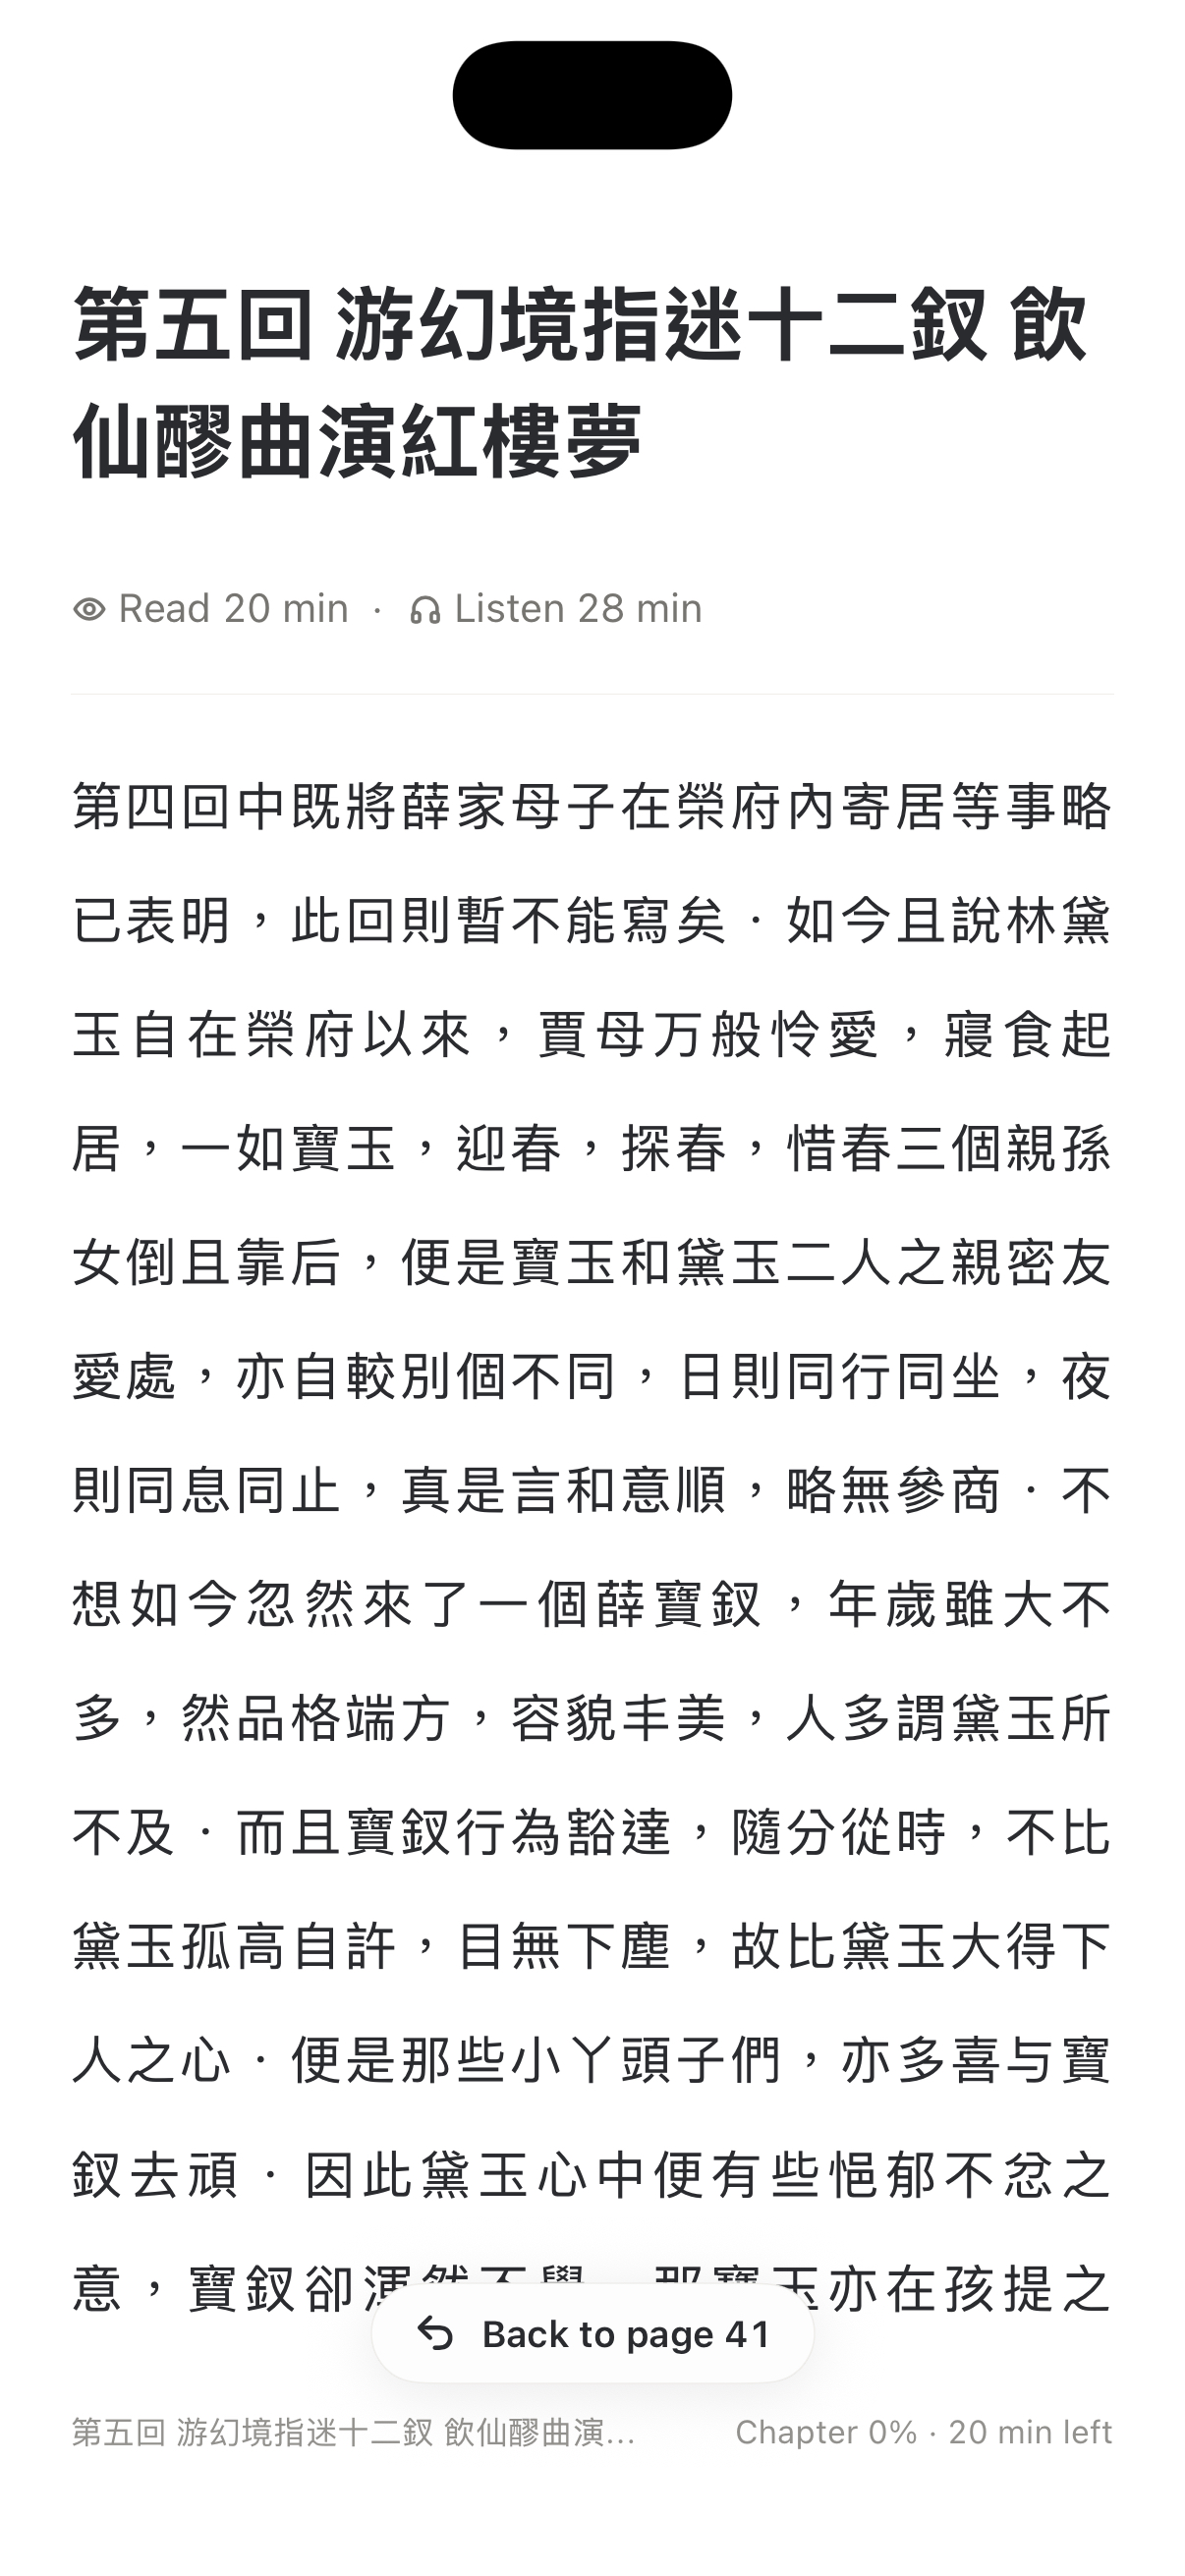 第五回 游幻境指迷十二釵 飲
仙醪曲演紅樓夢
Read 20 min · Listen 28 min
第四回中既將薛家母子在榮府內寄居等事略
已表明，此回則暫不能寫矣．如今且說林黛
玉自在榮府以來，賈母万般怜愛，寢食起
居，一如寶玉，迎春，探春，惜春三個親孫
女倒且靠后，便是寶玉和黛玉二人之親密友
愛處，亦自較別個不同，日則同行同坐，夜
則同息同止，真是言和意順，略無參商．不
想如今忽然來了一個薛寶釵，年歲雖大不
多，然品格端方，容貌丰美，人多謂黛玉所
不及．而且寶釵行為豁達，隨分從時，不比
黛玉孤高自許，目無下塵，故比黛玉大得下
人之心．便是那些小丫頭子們，亦多喜与寶
釵去頑．因此黛玉心中便有些悒郁不忿之
意，寶釵卻渾然不覺 那寶玉亦在孩提之
Back to page 41
第五回 游幻境指迷十二釵 飲仙醪曲演… Chapter 0% · 20 min left